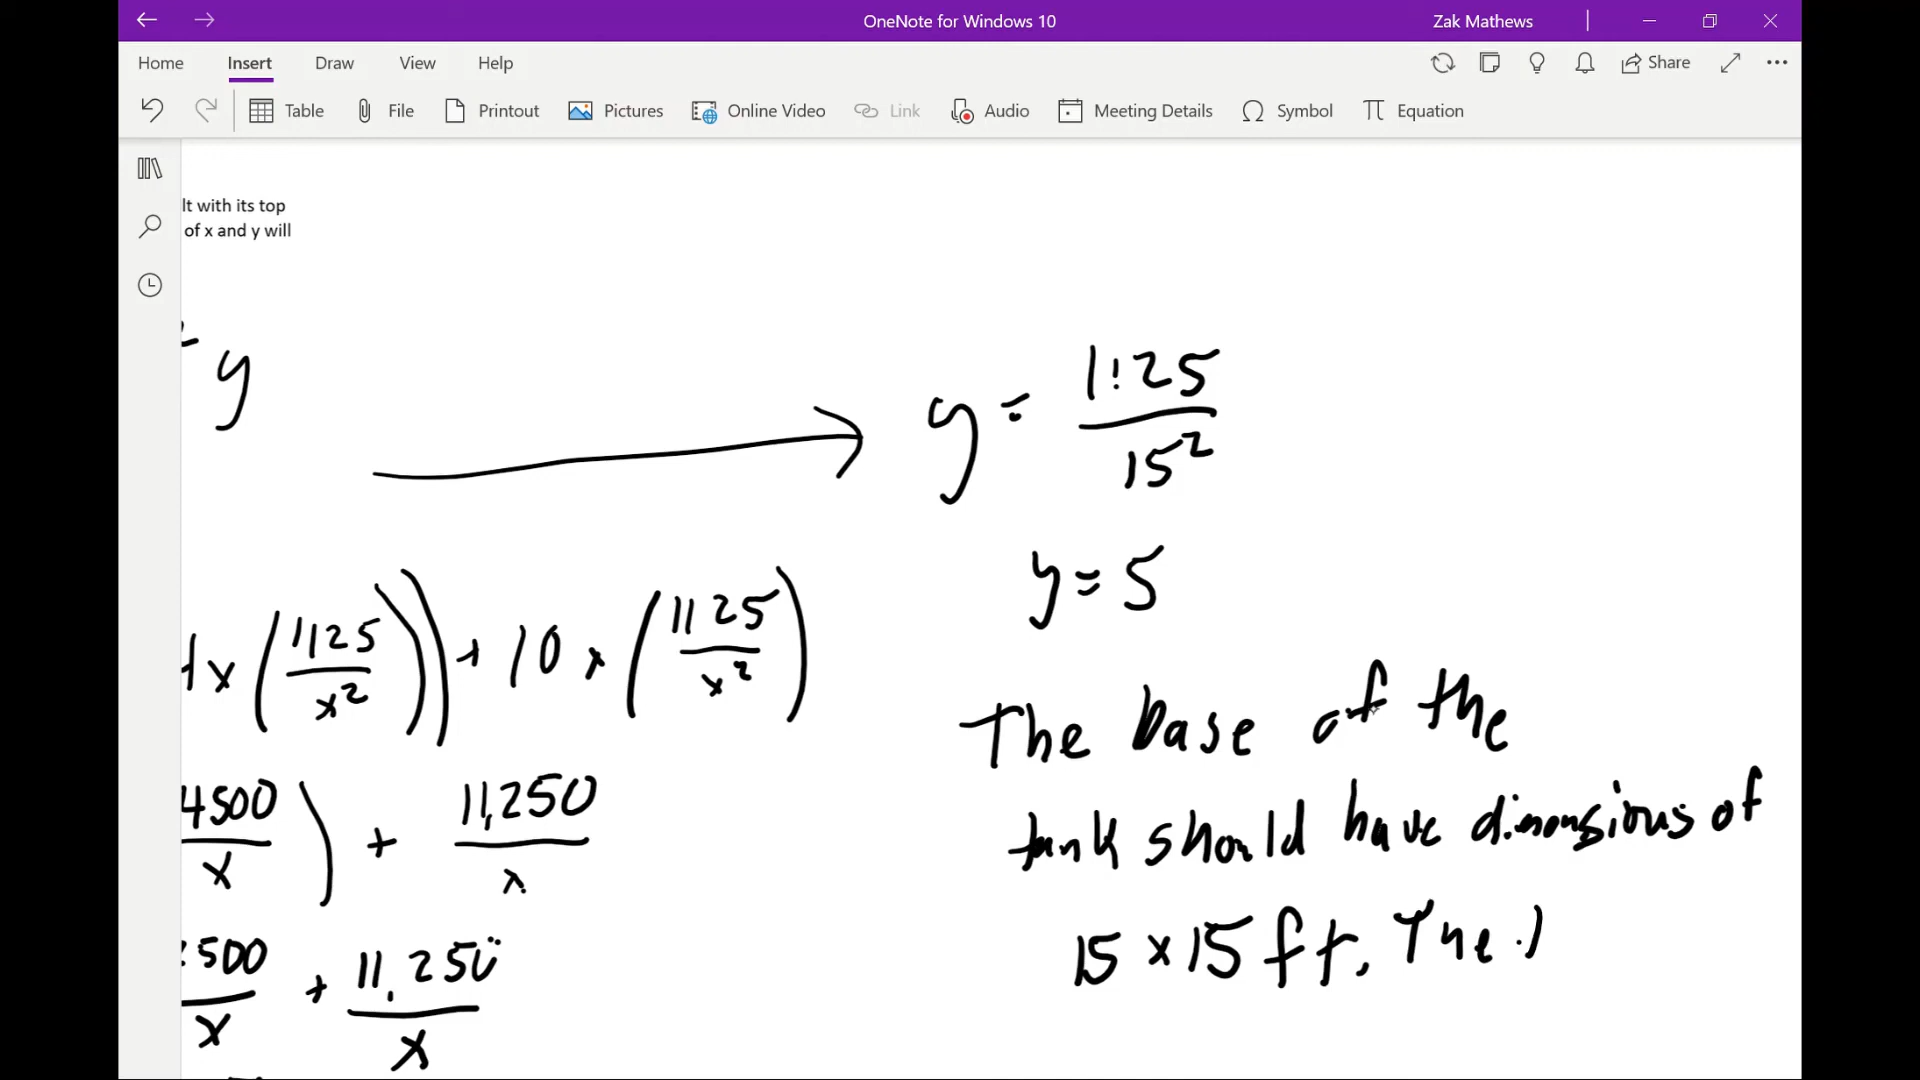 OneNote for Windows 10
Zak Mathews
Home Insert Draw View Help Share
Table File Printout Pictures Online Video Link Audio Meeting Details Symbol Equation
lt with its top
of x and y will
y
y = 1125 / 15²
y = 5
x (1125 / x²)) + 10 x (1125 / x²)
4500 / x ) + 11,250 / x
500 / x + 11,250 / x
The base of the
tank should have dimensions of
15 x 15 ft. The